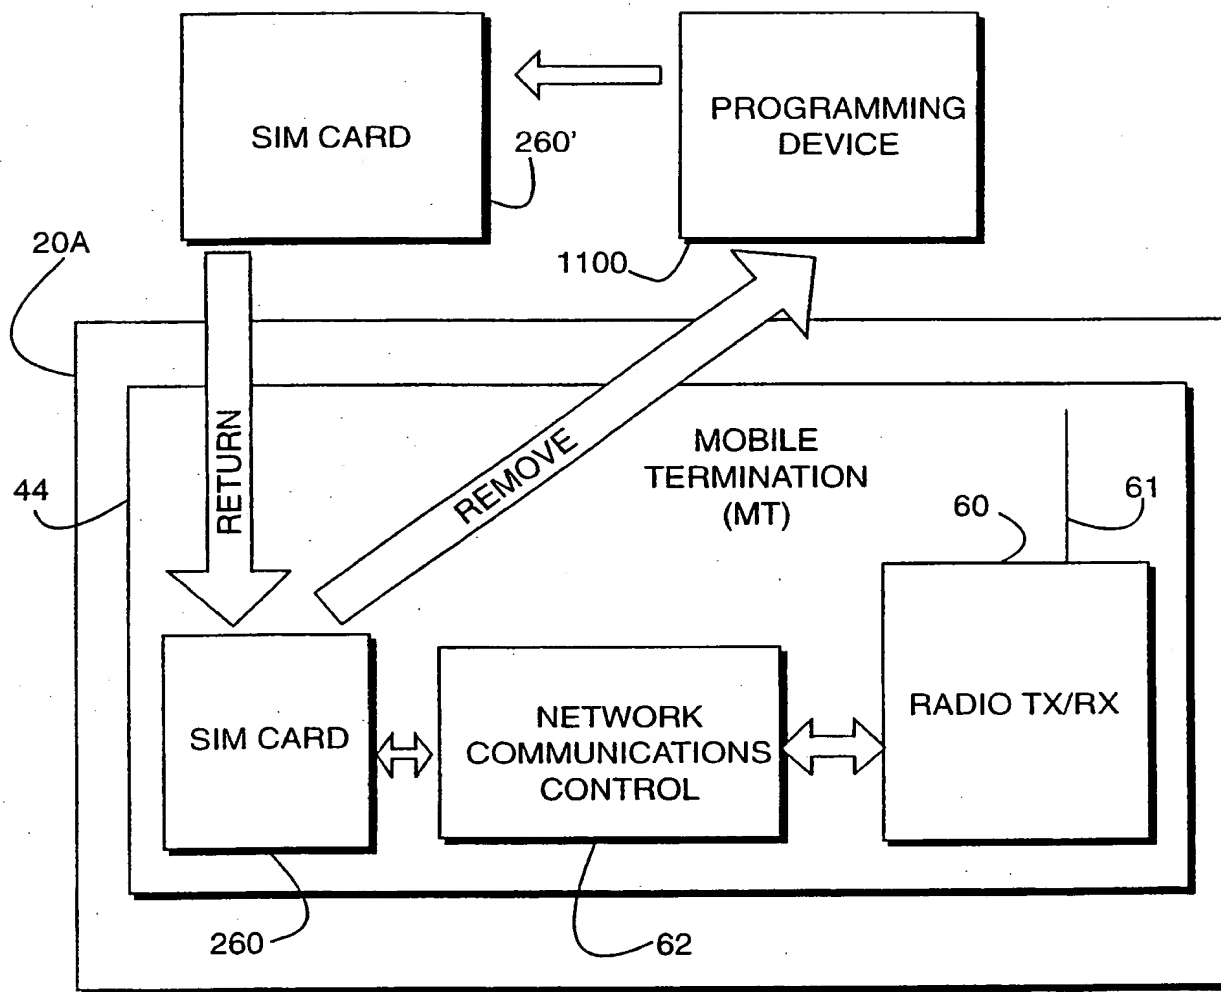 SIM CARD
260’
PROGRAMMING
DEVICE
1100
20A
RETURN
REMOVE
44
MOBILE
TERMINATION
(MT)
60
61
SIM CARD
NETWORK
COMMUNICATIONS
CONTROL
RADIO TX/RX
260
62